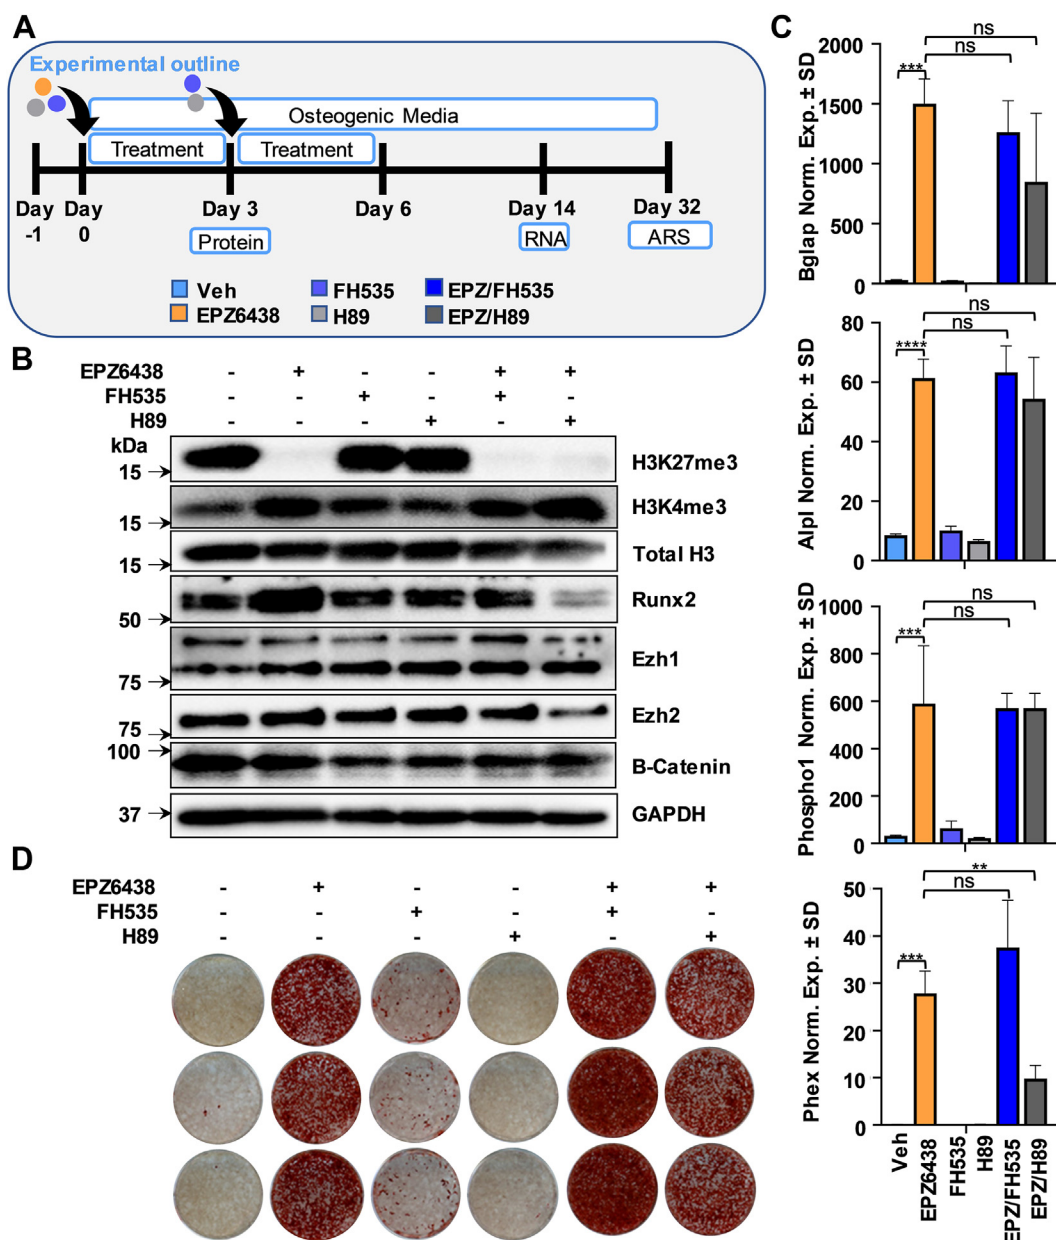 A
Experimental outline
Osteogenic Media
Treatment Treatment
Day -1
Day 0
Day 3
Day 6
Day 14
Day 32
Protein
RNA
ARS
Veh FH535 EPZ/FH535
EPZ6438 H89 EPZ/H89
B
EPZ6438 - + - - + +
FH535 - - + - + -
H89 - - - + - +
kDa
15 H3K27me3
15 H3K4me3
15 Total H3
50 Runx2
75 Ezh1
75 Ezh2
100 B-Catenin
37 GAPDH
C
Bglap Norm. Exp. ± SD
2000
1500
1000
500
0
***
ns
ns
Alpl Norm. Exp. ± SD
80
60
40
20
0
****
ns
ns
Phospho1 Norm. Exp. ± SD
1000
800
600
400
200
0
***
ns
ns
Phex Norm. Exp. ± SD
50
40
30
20
10
0
***
ns
**
Veh
EPZ6438
FH535
H89
EPZ/FH535
EPZ/H89
D
EPZ6438 - + - - + +
FH535 - - + - + -
H89 - - - + - +